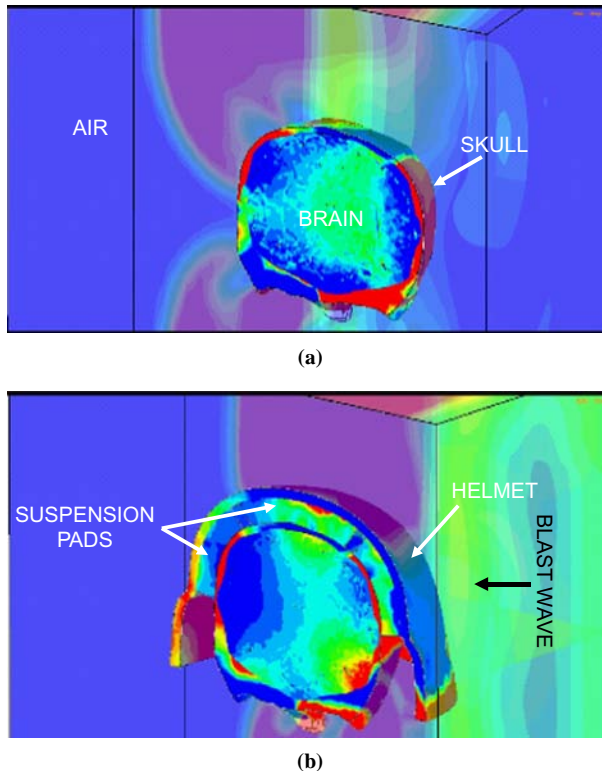 AIR
SKULL
BRAIN
(a)
SUSPENSION
PADS
HELMET
BLAST WAVE
(b)